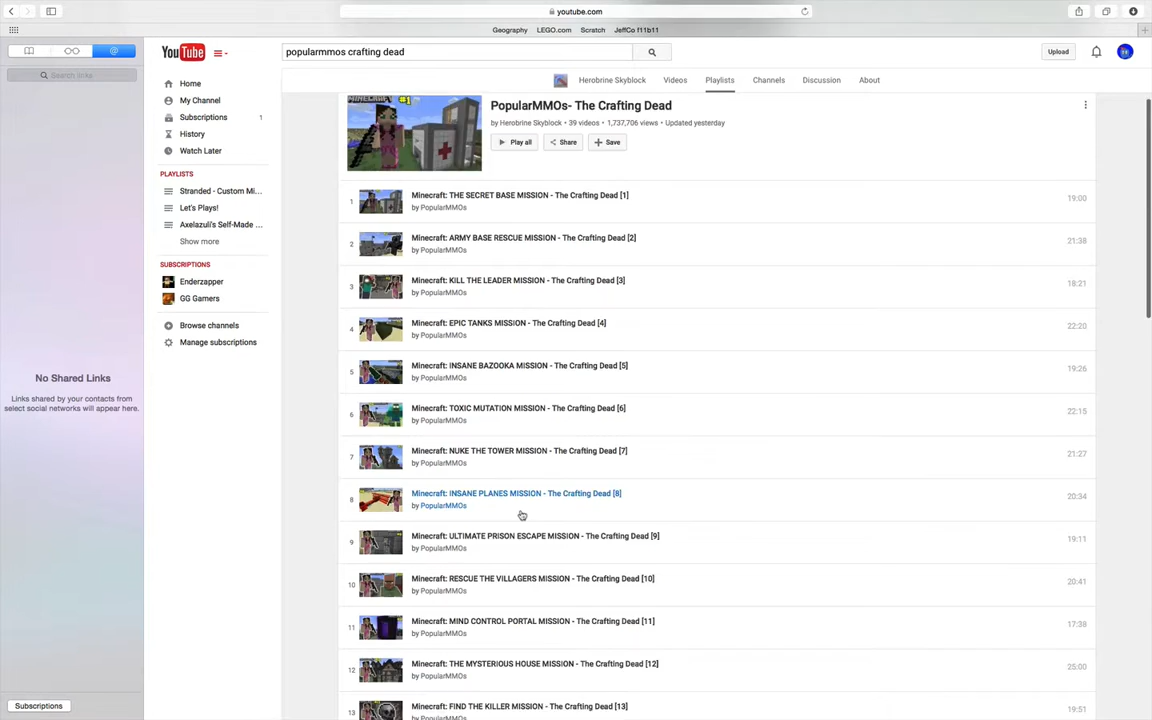 youtube.com
Geography LEGO.com Scratch JeffCo f11b11
Search links
No Shared Links
Links shared by your contacts from
select social networks will appear here.
Subscriptions
YouTube
popularmmos crafting dead
Upload
Home
My Channel
Subscriptions 1
History
Watch Later
PLAYLISTS
Stranded - Custom Mi...
Let's Plays!
Axelazuli's Self-Made ...
Show more
SUBSCRIPTIONS
Enderzapper
GG Gamers
Browse channels
Manage subscriptions
Herobrine Skyblock Videos Playlists Channels Discussion About
MINECRAFT #1
PopularMMOs- The Crafting Dead
by Herobrine Skyblock • 39 videos • 1,737,706 views • Updated yesterday
Play all Share Save
1 Minecraft: THE SECRET BASE MISSION - The Crafting Dead [1] 19:00
by PopularMMOs
2 Minecraft: ARMY BASE RESCUE MISSION - The Crafting Dead [2] 21:38
by PopularMMOs
3 Minecraft: KILL THE LEADER MISSION - The Crafting Dead [3] 18:21
by PopularMMOs
4 Minecraft: EPIC TANKS MISSION - The Crafting Dead [4] 22:20
by PopularMMOs
5 Minecraft: INSANE BAZOOKA MISSION - The Crafting Dead [5] 19:26
by PopularMMOs
6 Minecraft: TOXIC MUTATION MISSION - The Crafting Dead [6] 22:15
by PopularMMOs
7 Minecraft: NUKE THE TOWER MISSION - The Crafting Dead [7] 21:27
by PopularMMOs
8 Minecraft: INSANE PLANES MISSION - The Crafting Dead [8] 20:34
by PopularMMOs
9 Minecraft: ULTIMATE PRISON ESCAPE MISSION - The Crafting Dead [9] 19:11
by PopularMMOs
10 Minecraft: RESCUE THE VILLAGERS MISSION - The Crafting Dead [10] 20:41
by PopularMMOs
11 Minecraft: MIND CONTROL PORTAL MISSION - The Crafting Dead [11] 17:38
by PopularMMOs
12 Minecraft: THE MYSTERIOUS HOUSE MISSION - The Crafting Dead [12] 25:00
by PopularMMOs
13 Minecraft: FIND THE KILLER MISSION - The Crafting Dead [13] 19:51
by PopularMMOs